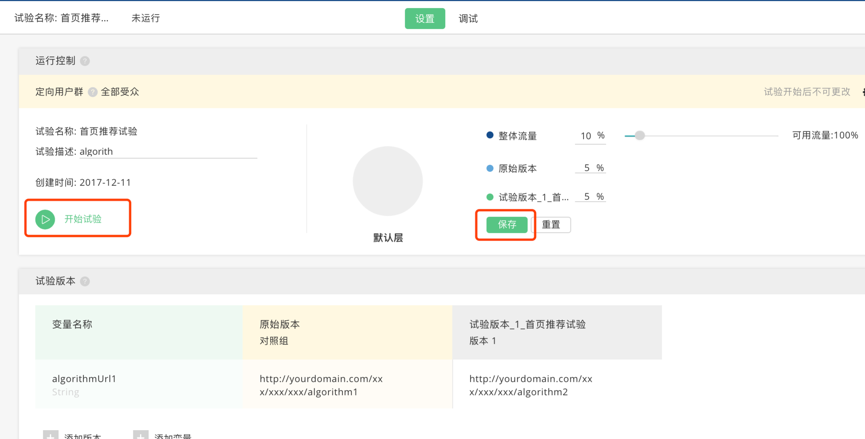 试验名称: 首页推荐... 未运行 设置 调试
运行控制 ?
定向用户群 ? 全部受众 试验开始后不可更改
试验名称: 首页推荐试验
试验描述: algorith
创建时间: 2017-12-11
开始试验
默认层
整体流量 10 % 可用流量:100%
原始版本 5 %
试验版本_1_首... 5 %
保存 重置
试验版本 ?
变量名称
原始版本
对照组
试验版本_1_首页推荐试验
版本 1
algorithmUrl1
String
http://yourdomain.com/xx
x/xxx/xxx/algorithm1
http://yourdomain.com/xx
x/xxx/xxx/algorithm2
添加版本 添加变量